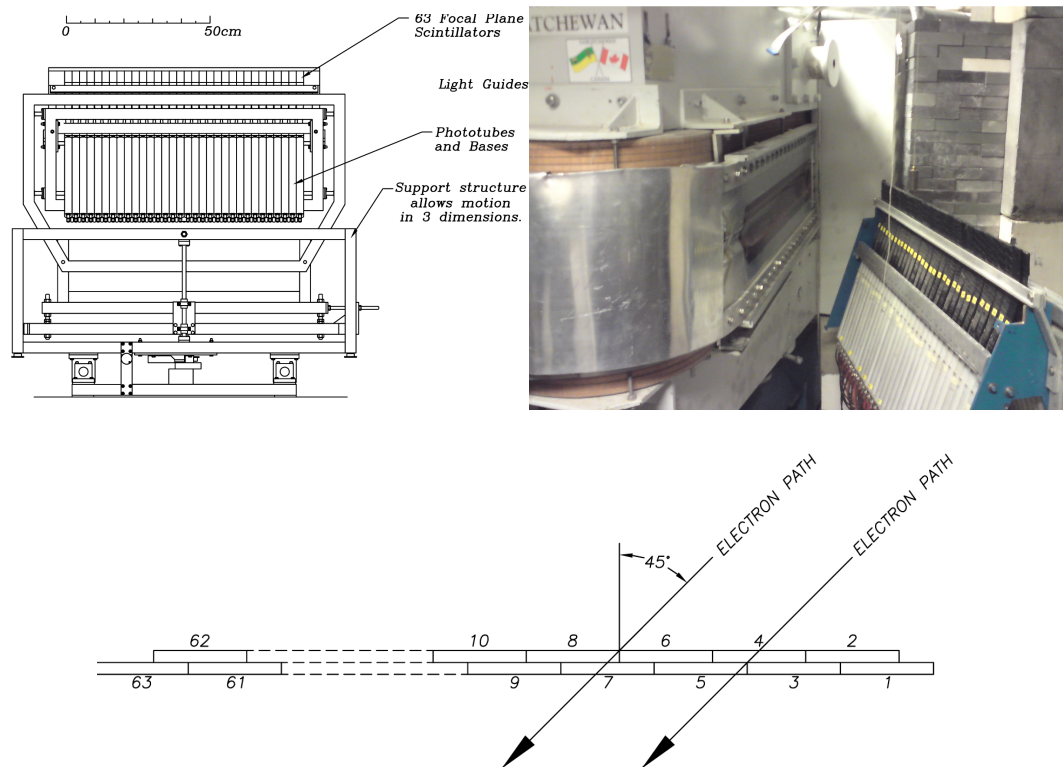 0
50cm
63 Focal Plane
Scintillators
Light Guides
Phototubes
and Bases
Support structure
allows motion
in 3 dimensions.
TCHEWAN
ELECTRON PATH
ELECTRON PATH
45°
62
10
8
6
4
2
63
61
9
7
5
3
1